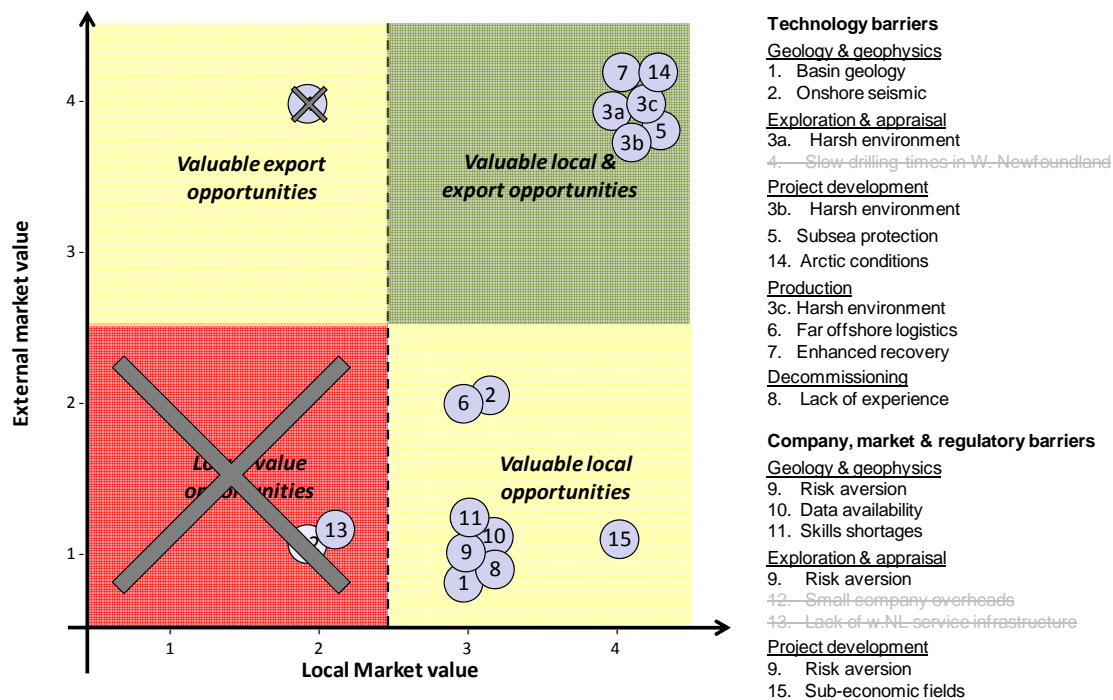 External market value
4
3
2
1
Valuable export
opportunities
7
14
3a
3c
5
3b
Valuable local &
export opportunities
value
opportunities
13
2
6
2
Valuable local
opportunities
11
10
9
8
1
15
1
2
3
4
Local Market value
Technology barriers
Geology & geophysics
1. Basin geology
2. Onshore seismic
Exploration & appraisal
3a. Harsh environment
4. Slow drilling times in W. Newfoundland
Project development
3b. Harsh environment
5. Subsea protection
14. Arctic conditions
Production
3c. Harsh environment
6. Far offshore logistics
7. Enhanced recovery
Decommissioning
8. Lack of experience
Company, market & regulatory barriers
Geology & geophysics
9. Risk aversion
10. Data availability
11. Skills shortages
Exploration & appraisal
9. Risk aversion
12. Small company overheads
13. Lack of w.NL service infrastructure
Project development
9. Risk aversion
15. Sub-economic fields